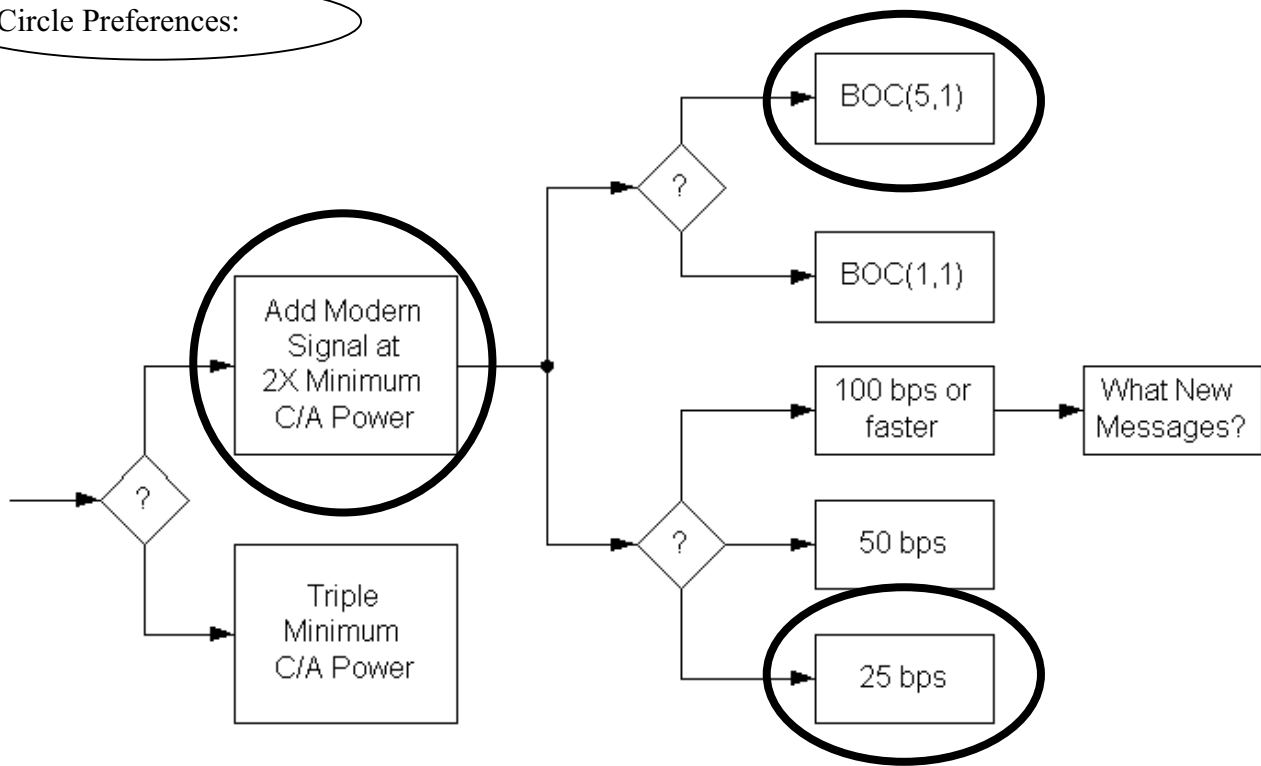 Circle Preferences:
BOC(5,1)
?
BOC(1,1)
Add Modern
Signal at
2X Minimum
C/A Power
?
Triple
Minimum
C/A Power
100 bps or
faster
What New
Messages?
?
50 bps
25 bps